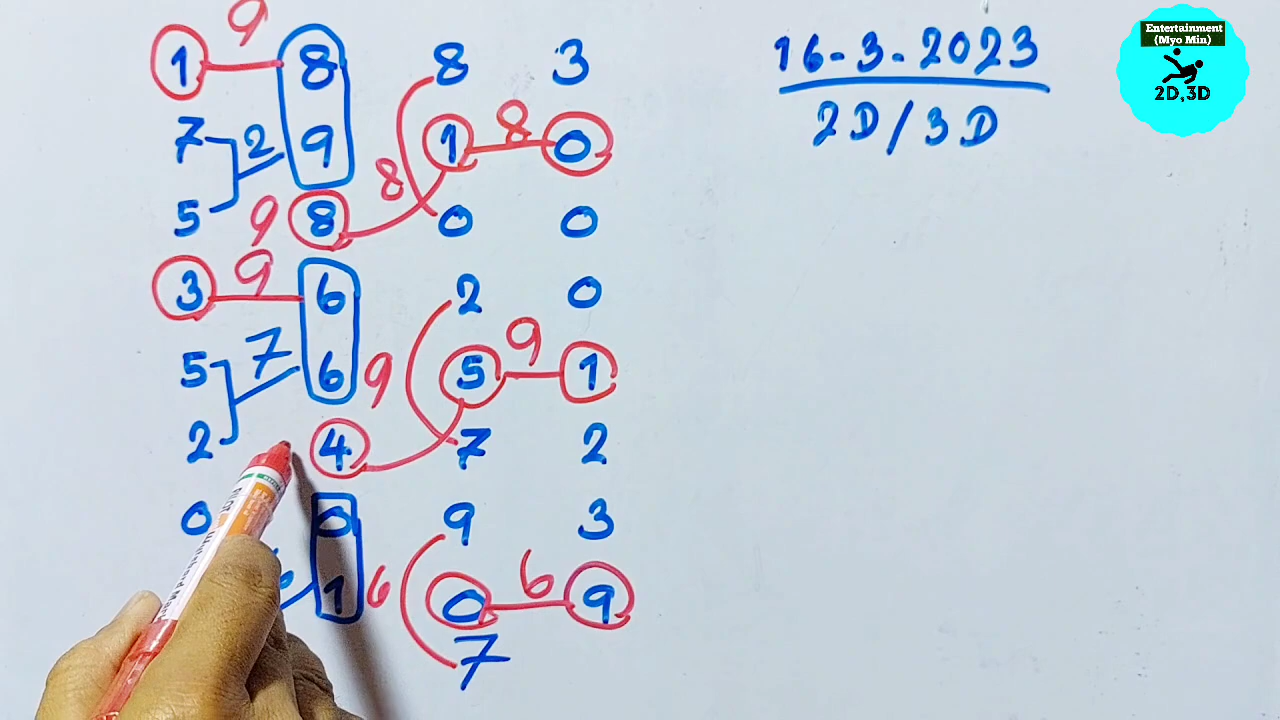 9
1 8 8 3
16-3-2023
Entertainment
(Myo Min)
2D,3D
2D/3D
7 2 9 1 8 0
8
5 9 8 0 0
9
3 6 2 0
5 7 6 9 5 9 1
2 4 7 2
0 0 9 3
1 6 0 6 9
7